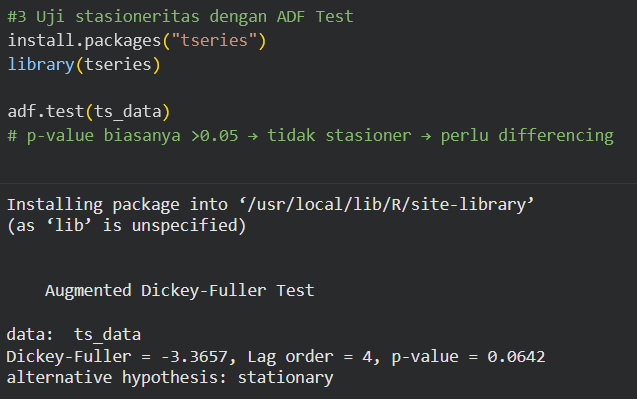 #3 Uji stasioneritas dengan ADF Test
install.packages("tseries")
library(tseries)
adf.test(ts_data)
# p-value biasanya >0.05 → tidak stasioner → perlu differencing
Installing package into ‘/usr/local/lib/R/site-library’
(as ‘lib’ is unspecified)
Augmented Dickey-Fuller Test
data:  ts_data
Dickey-Fuller = -3.3657, Lag order = 4, p-value = 0.0642
alternative hypothesis: stationary